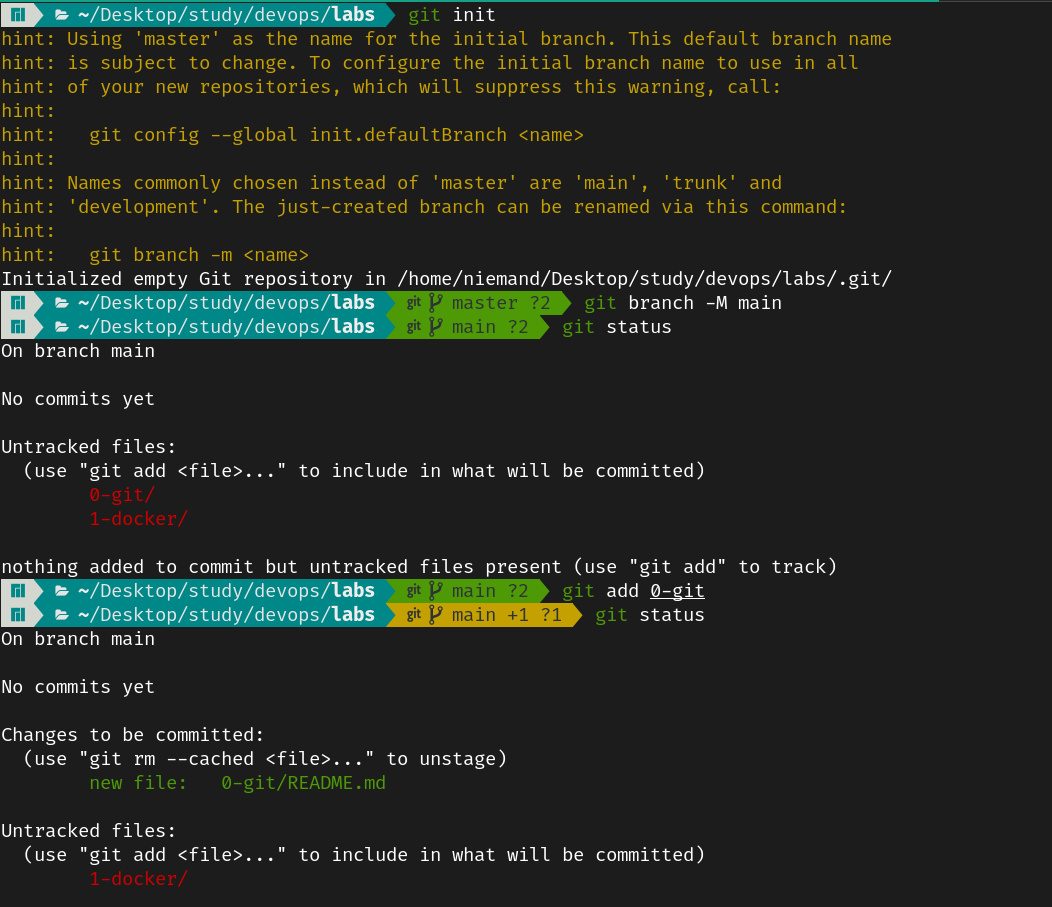 ~/Desktop/study/devops/labs git init
hint: Using 'master' as the name for the initial branch. This default branch name
hint: is subject to change. To configure the initial branch name to use in all
hint: of your new repositories, which will suppress this warning, call:
hint:
hint:   git config --global init.defaultBranch <name>
hint:
hint: Names commonly chosen instead of 'master' are 'main', 'trunk' and
hint: 'development'. The just-created branch can be renamed via this command:
hint:
hint:   git branch -m <name>
Initialized empty Git repository in /home/niemand/Desktop/study/devops/labs/.git/
~/Desktop/study/devops/labs git master ?2 git branch -M main
~/Desktop/study/devops/labs git main ?2 git status
On branch main
No commits yet
Untracked files:
  (use "git add <file>..." to include in what will be committed)
        0-git/
        1-docker/
nothing added to commit but untracked files present (use "git add" to track)
~/Desktop/study/devops/labs git main ?2 git add 0-git
~/Desktop/study/devops/labs git main +1 ?1 git status
On branch main
No commits yet
Changes to be committed:
  (use "git rm --cached <file>..." to unstage)
        new file:   0-git/README.md
Untracked files:
  (use "git add <file>..." to include in what will be committed)
        1-docker/